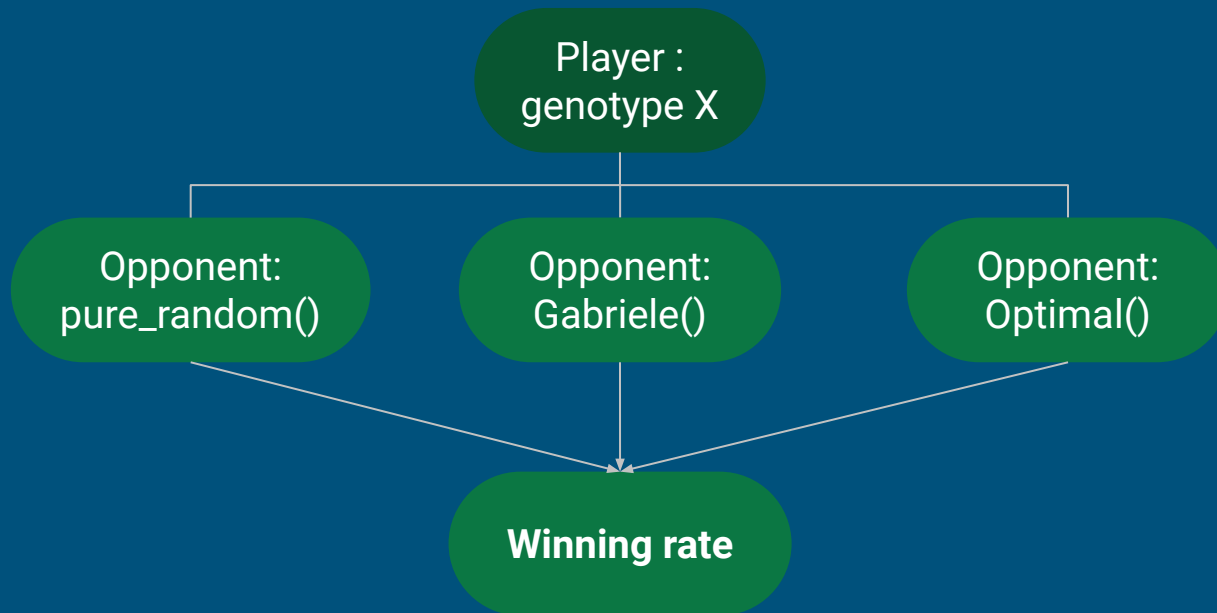 Player :
genotype X
Opponent:
pure_random()
Opponent:
Gabriele()
Opponent:
Optimal()
Winning rate